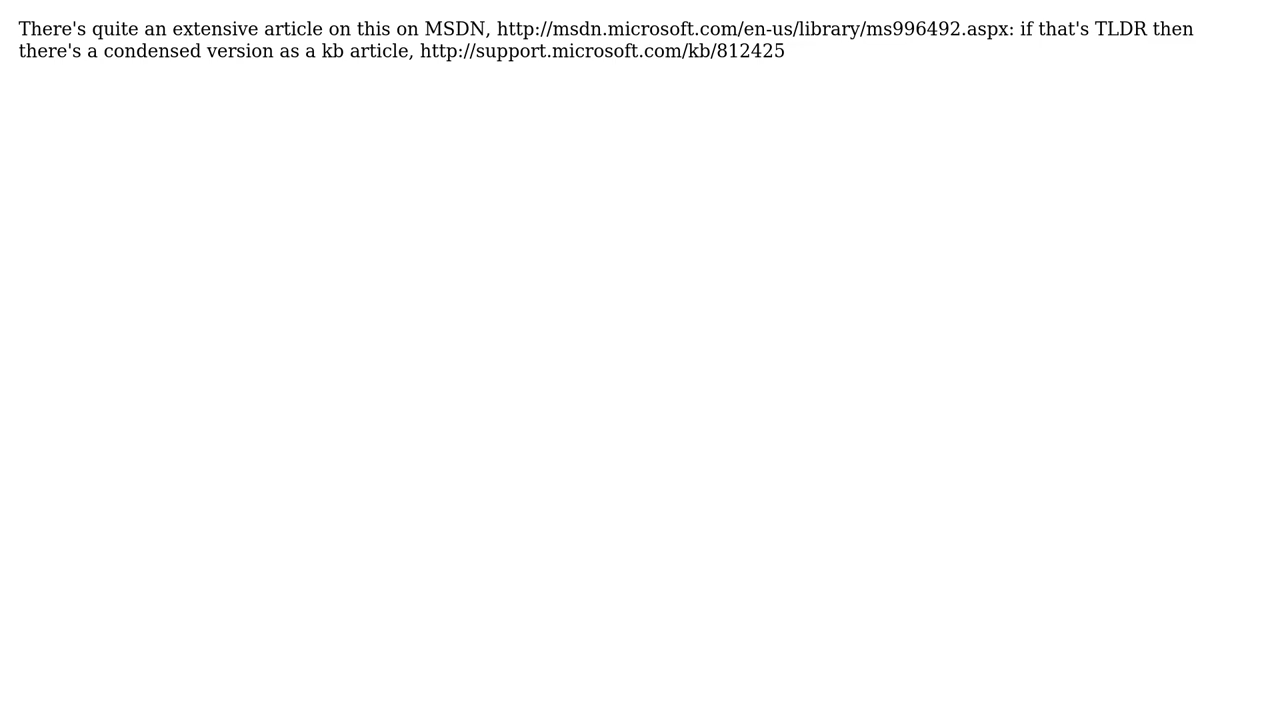 There's quite an extensive article on this on MSDN, http://msdn.microsoft.com/en-us/library/ms996492.aspx: if that's TLDR then
there's a condensed version as a kb article, http://support.microsoft.com/kb/812425